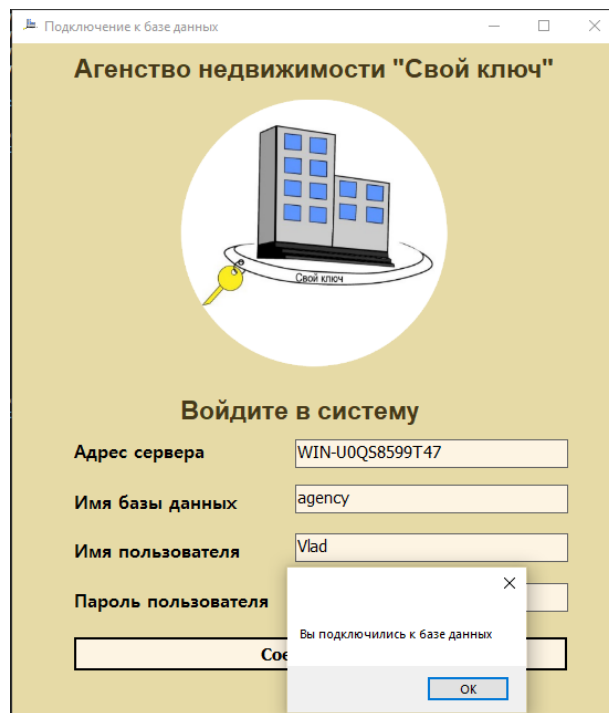 Подключение к базе данных
Агенство недвижимости "Свой ключ"
Свой ключ
Войдите в систему
Адрес сервера
WIN-U0QS8599T47
Имя базы данных
agency
Имя пользователя
Vlad
Пароль пользователя
Вы подключились к базе данных
OK